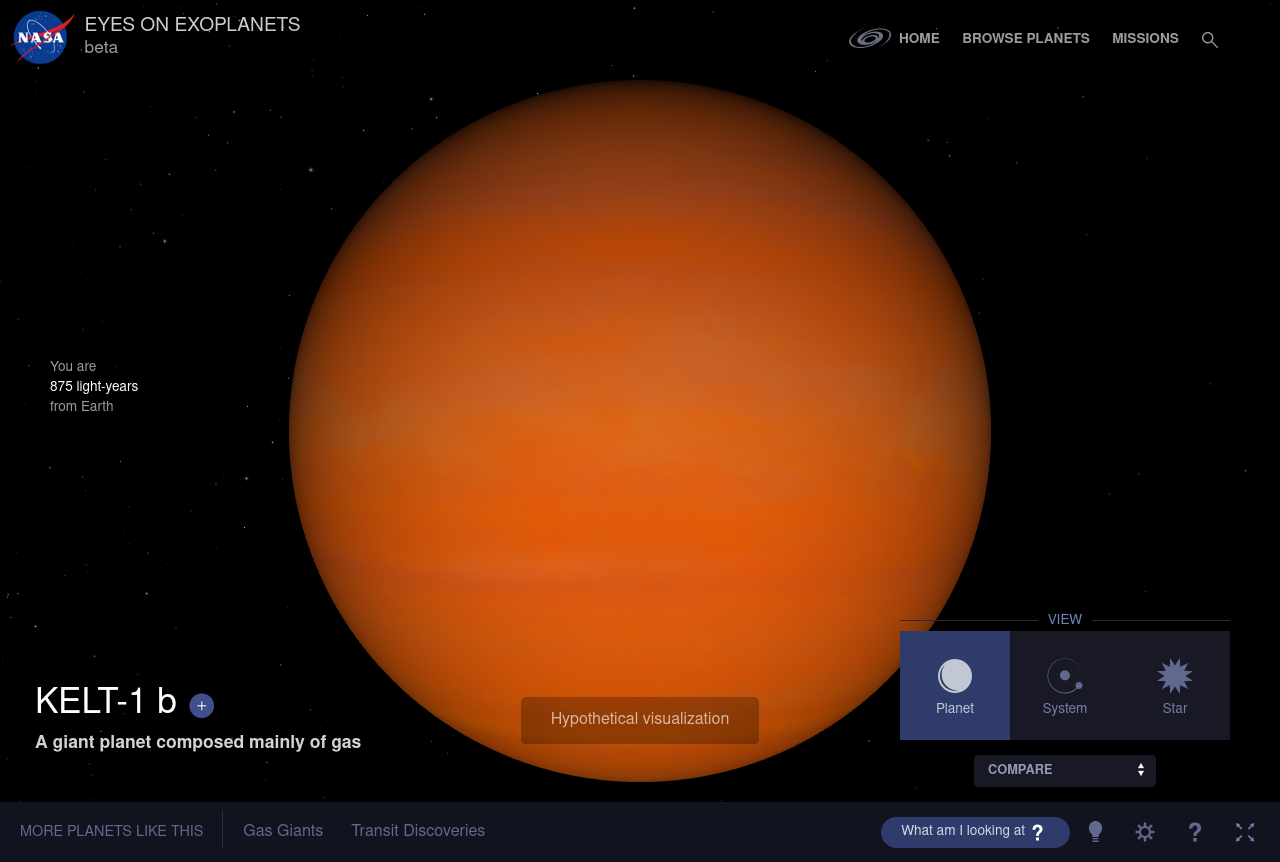 NASA
EYES ON EXOPLANETS
beta
HOME
BROWSE PLANETS
MISSIONS
You are
875 light-years
from Earth
VIEW
Planet
System
Star
KELT-1 b +
A giant planet composed mainly of gas
Hypothetical visualization
COMPARE
MORE PLANETS LIKE THIS
Gas Giants
Transit Discoveries
What am I looking at ?
?